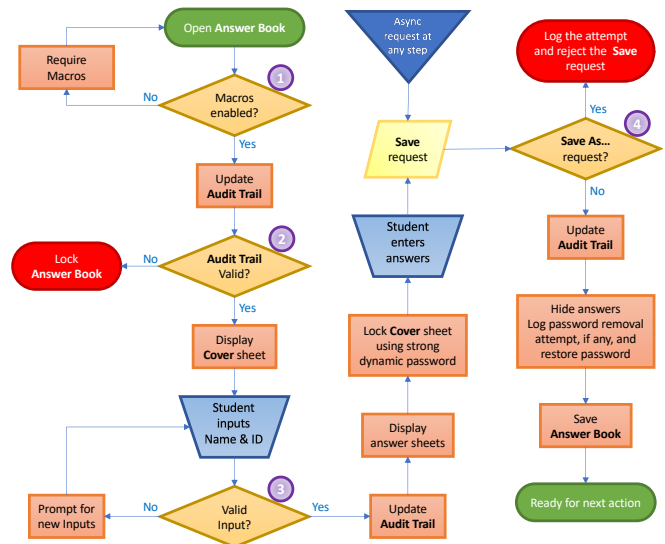 Open Answer Book
Require
Macros
1
Macros
enabled?
No
Yes
Update
Audit Trail
2
Audit Trail
Valid?
No
Lock
Answer Book
Yes
Display
Cover sheet
Student
inputs
Name & ID
3
Valid
Input?
No
Prompt for
new Inputs
Yes
Update
Audit Trail
Display
answer sheets
Lock Cover sheet
using strong
dynamic password
Student
enters
answers
Async
request at
any step
Save
request
4
Save As...
request?
Yes
Log the attempt
and reject the Save
request
No
Update
Audit Trail
Hide answers
Log password removal
attempt, if any, and
restore password
Save
Answer Book
Ready for next action